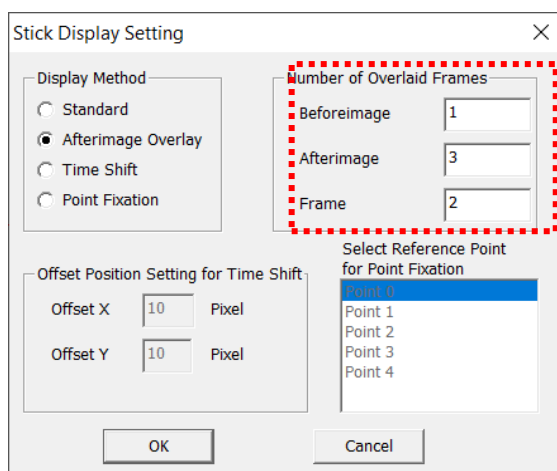 Stick Display Setting
Display Method
Standard
Afterimage Overlay
Time Shift
Point Fixation
Number of Overlaid Frames
Beforeimage 1
Afterimage 3
Frame 2
Offset Position Setting for Time Shift
Offset X 10 Pixel
Offset Y 10 Pixel
Select Reference Point
for Point Fixation
Point 0
Point 1
Point 2
Point 3
Point 4
OK
Cancel